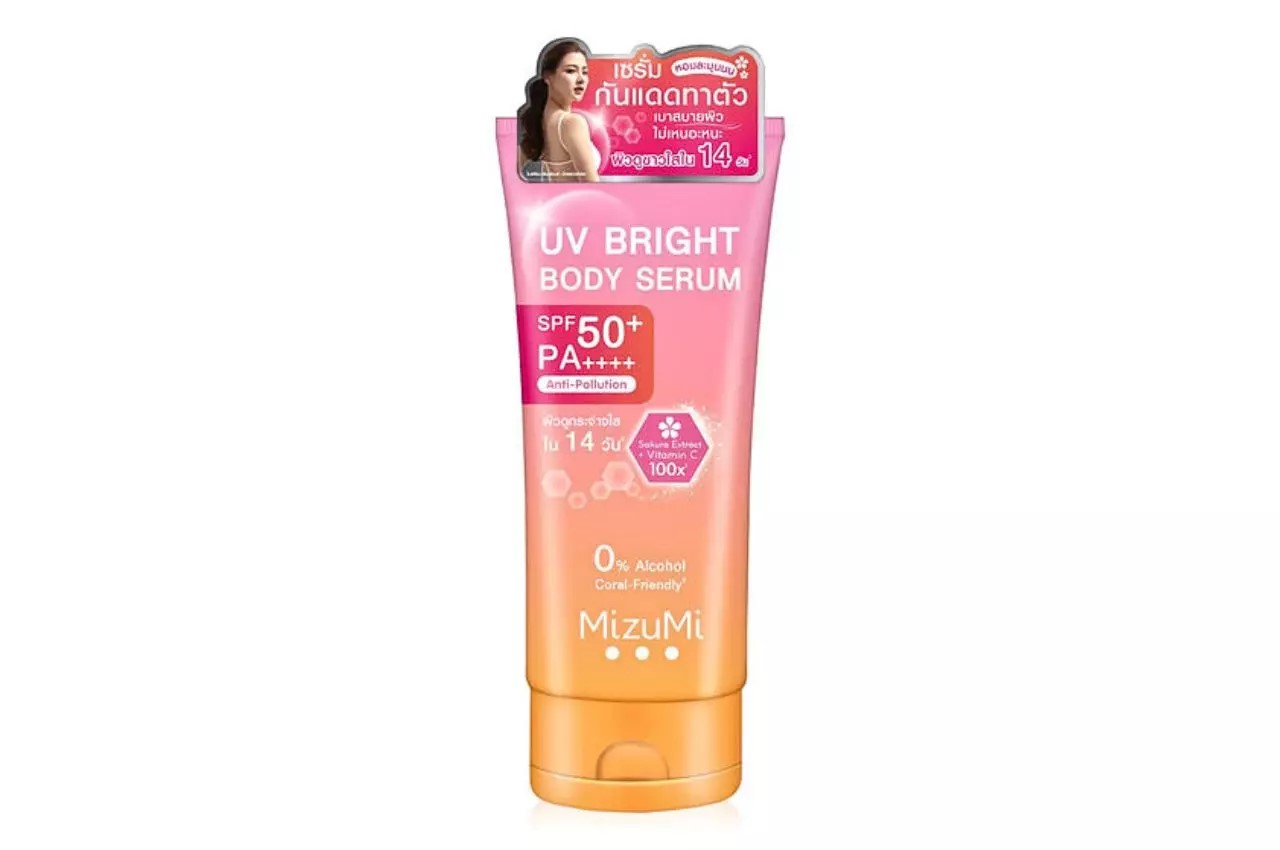 เซรั่ม
หอมละมุนนน
กันแดดทาตัว
เบาสบายผิว
ไม่เหนอะหนะ
ผิวดูขาวใสใน 14 วัน*
UV BRIGHT
BODY SERUM
SPF 50+
PA++++
Anti-Pollution
ผิวดูกระจ่างใส
ใน 14 วัน*
Sakura Extract
+ Vitamin C
100x
0% Alcohol
Coral-Friendly
MizuMi